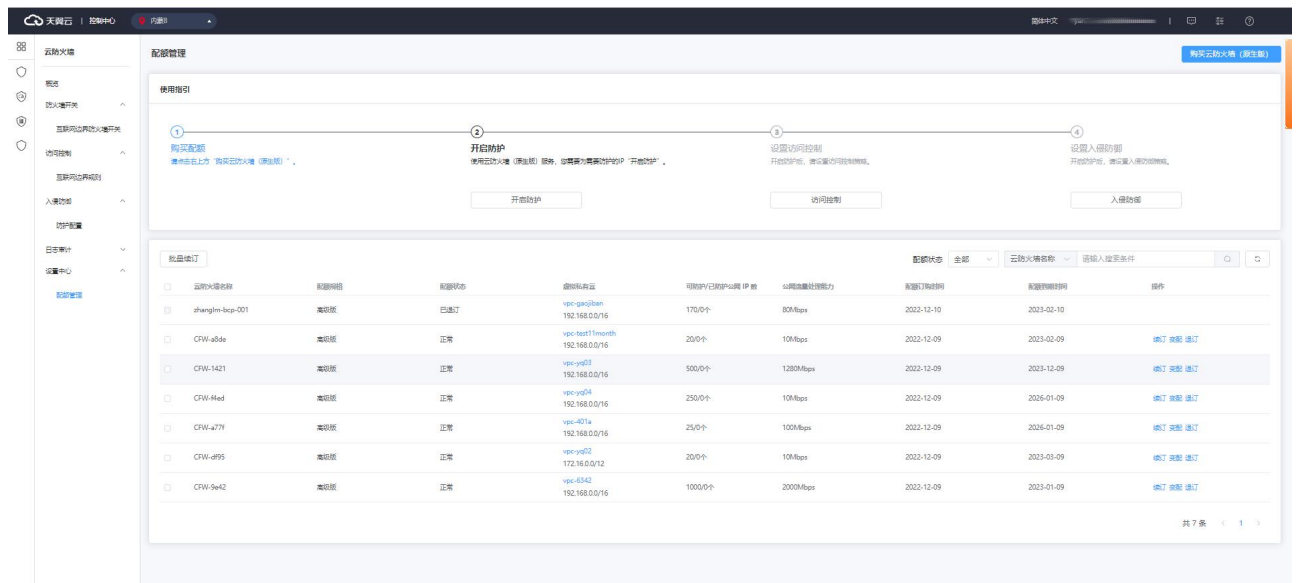 天翼云 | 控制中心 内蒙8 简体中文
云防火墙
概览
防火墙开关
互联网边界防火墙开关
访问控制
互联网边界规则
入侵防御
防护配置
日志审计
设置中心
配额管理
配额管理 购买云防火墙（原生版）
使用指引
1 2 3 4
购买配额 开启防护 设置访问控制 设置入侵防御
请点击右上方“购买云防火墙（原生版）”。 使用云防火墙（原生版）服务，您需要为需要防护的IP“开启防护”。 开启防护后，请设置访问控制策略。 开启防护后，请设置入侵防御策略。
开启防护 访问控制 入侵防御
批量续订 配额状态 全部 云防火墙名称 请输入搜索条件
云防火墙名称 配额规格 配额状态 虚拟私有云 可防护/已防护公网 IP 数 公网流量处理能力 配额订购时间 配额到期时间 操作
zhanglm-bcp-001 高级版 已退订 vpc-gaojiban 170/0个 80Mbps 2022-12-10 2023-02-10
192.168.0.0/16
CFW-a8de 高级版 正常 vpc-test11month 20/0个 10Mbps 2022-12-09 2023-02-09 续订 变配 退订
192.168.0.0/16
CFW-1421 高级版 正常 vpc-yq03 500/0个 1280Mbps 2022-12-09 2023-12-09 续订 变配 退订
192.168.0.0/16
CFW-f4ed 高级版 正常 vpc-yq04 250/0个 10Mbps 2022-12-09 2026-01-09 续订 变配 退订
192.168.0.0/16
CFW-a77f 高级版 正常 vpc-401a 25/0个 100Mbps 2022-12-09 2026-01-09 续订 变配 退订
192.168.0.0/16
CFW-df95 高级版 正常 vpc-yq02 20/0个 10Mbps 2022-12-09 2023-03-09 续订 变配 退订
172.16.0.0/12
CFW-9e42 高级版 正常 vpc-6342 1000/0个 2000Mbps 2022-12-09 2023-01-09 续订 变配 退订
192.168.0.0/16
共 7 条 1